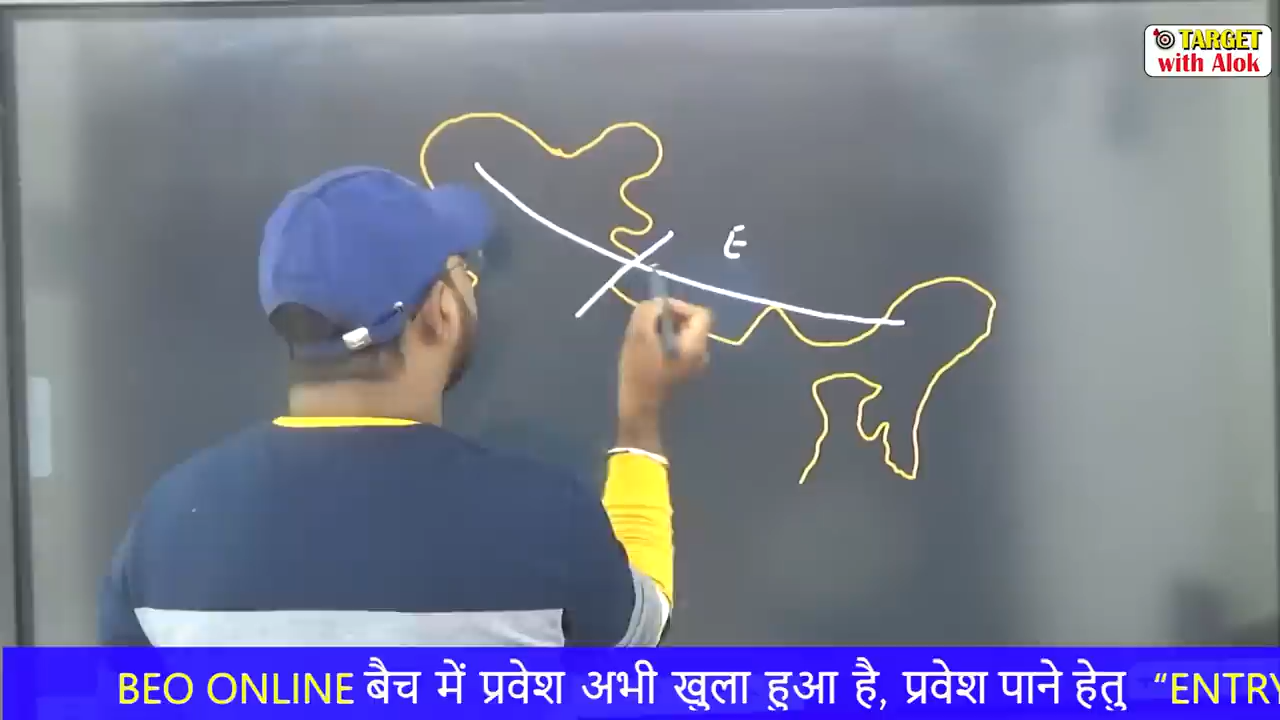 TARGET
with Alok
E
BEO ONLINE बैच में प्रवेश अभी खुला हुआ है, प्रवेश पाने हेतु “ENTRY